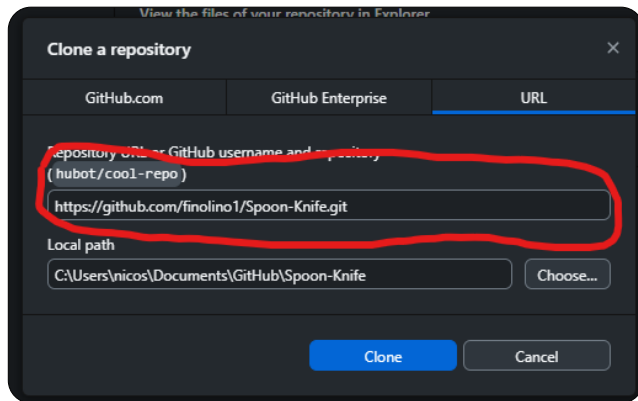 View the files of your repository in Explorer
Clone a repository
GitHub.com GitHub Enterprise URL
Repository URL or GitHub username and repository
(hubot/cool-repo)
https://github.com/finolino1/Spoon-Knife.git
Local path
C:\Users\nicos\Documents\GitHub\Spoon-Knife Choose...
Clone Cancel